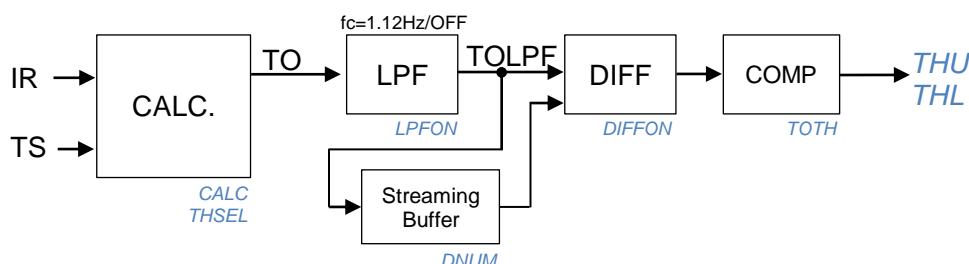 fc=1.12Hz/OFF
IR
TS
CALC.
CALC
THSEL
TO
LPF
LPFON
TOLPF
Streaming
Buffer
DNUM
DIFF
DIFFON
COMP
TOTH
THU
THL